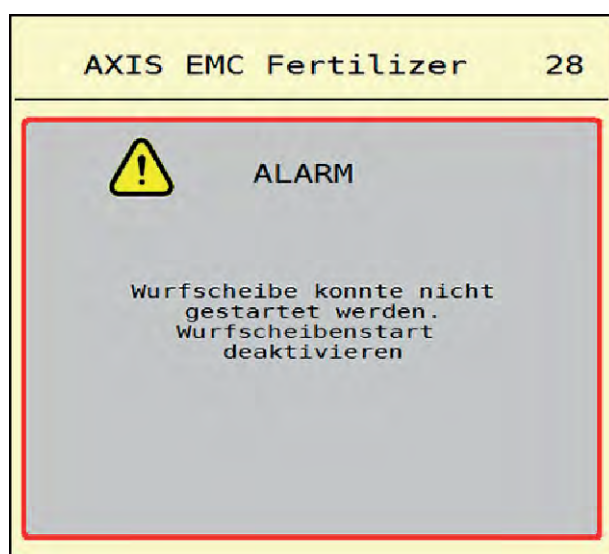 AXIS EMC Fertilizer 28
ALARM
Wurfscheibe konnte nicht
gestartet werden.
Wurfscheibenstart
deaktivieren